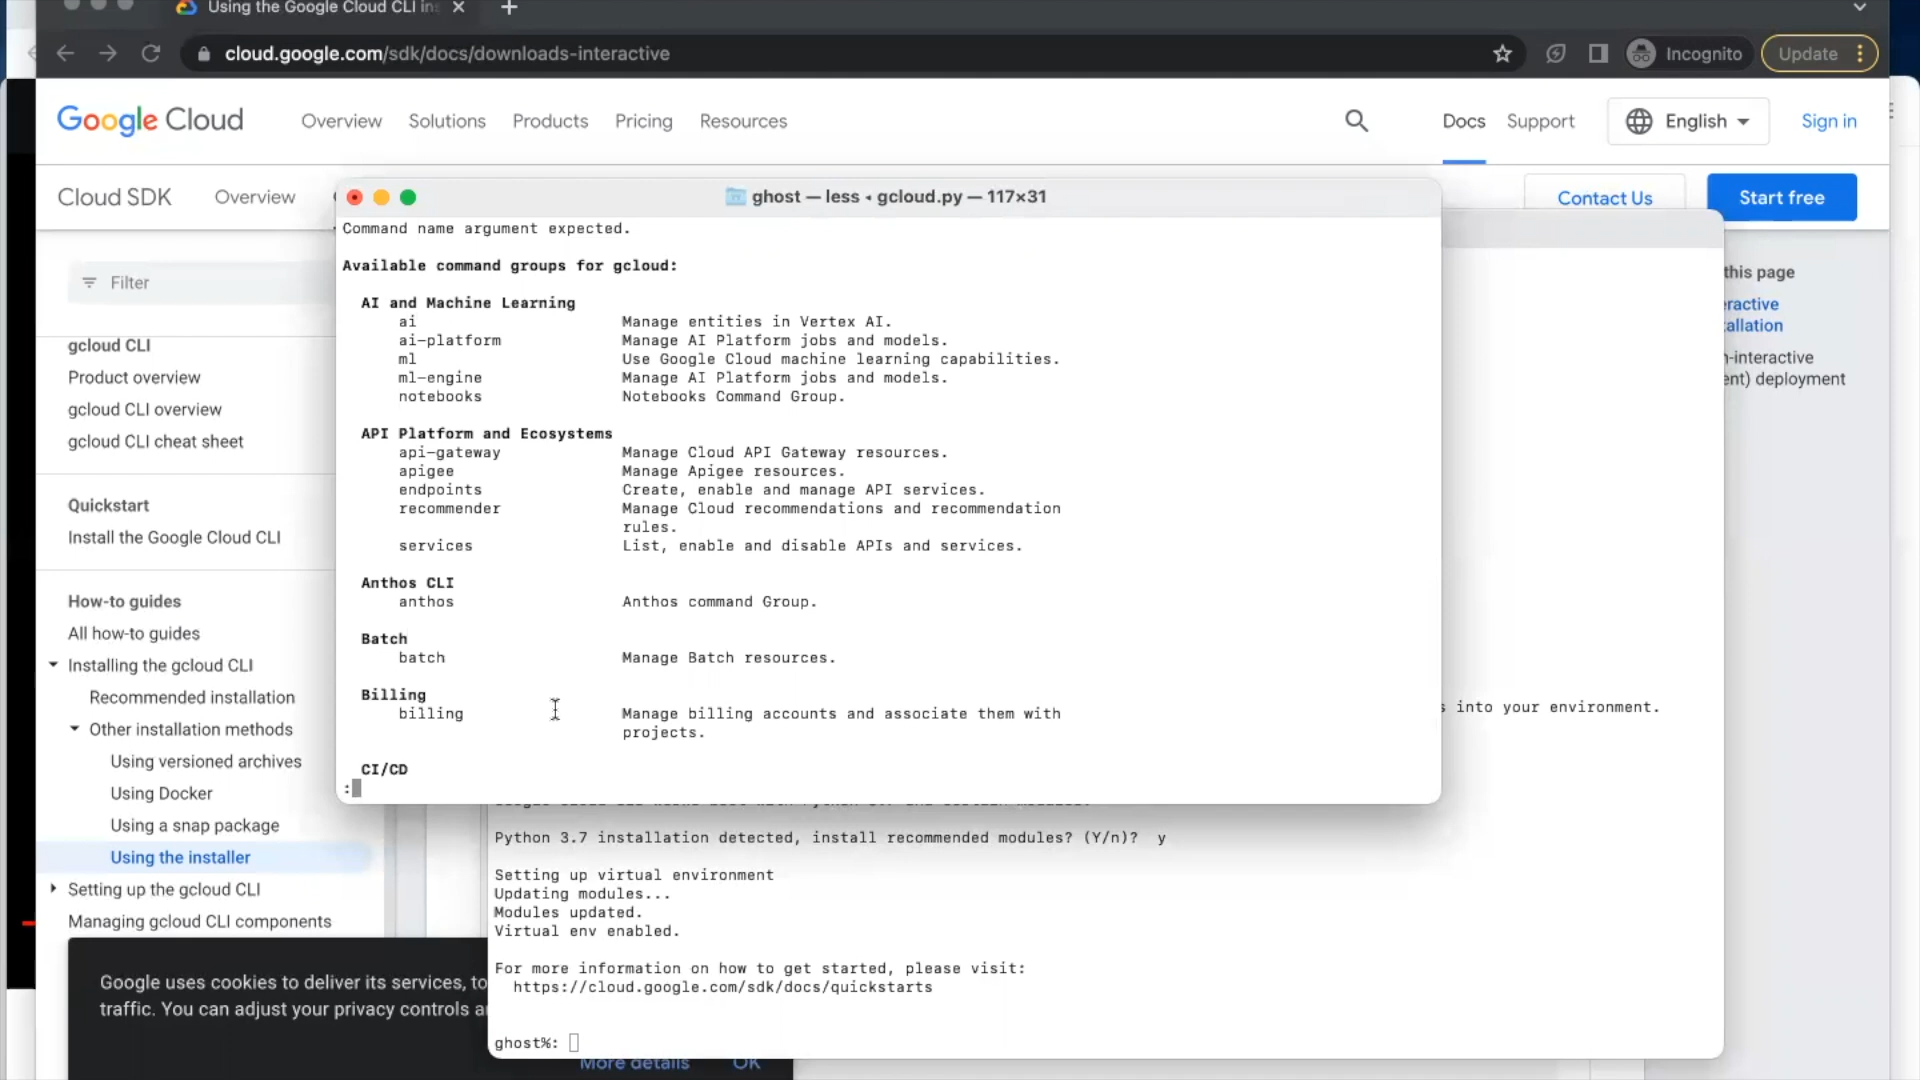 Using the Google Cloud CLI ins
cloud.google.com/sdk/docs/downloads-interactive
Incognito
Update
Google Cloud
Overview
Solutions
Products
Pricing
Resources
Docs
Support
English
Sign in
Cloud SDK
Overview
Contact Us
Start free
Filter
gcloud CLI
Product overview
gcloud CLI overview
gcloud CLI cheat sheet
Quickstart
Install the Google Cloud CLI
How-to guides
All how-to guides
Installing the gcloud CLI
Recommended installation
Other installation methods
Using versioned archives
Using Docker
Using a snap package
Using the installer
Setting up the gcloud CLI
Managing gcloud CLI components
Google uses cookies to deliver its services, to
traffic. You can adjust your privacy controls a
More details
OK
ghost — less ◂ gcloud.py — 117×31
Command name argument expected.
Available command groups for gcloud:
AI and Machine Learning
ai Manage entities in Vertex AI.
ai-platform Manage AI Platform jobs and models.
ml Use Google Cloud machine learning capabilities.
ml-engine Manage AI Platform jobs and models.
notebooks Notebooks Command Group.
API Platform and Ecosystems
api-gateway Manage Cloud API Gateway resources.
apigee Manage Apigee resources.
endpoints Create, enable and manage API services.
recommender Manage Cloud recommendations and recommendation
rules.
services List, enable and disable APIs and services.
Anthos CLI
anthos Anthos command Group.
Batch
batch Manage Batch resources.
Billing
billing Manage billing accounts and associate them with
projects.
CI/CD
:
this page
eractive
allation
n-interactive
ent) deployment
s into your environment.
Python 3.7 installation detected, install recommended modules? (Y/n)? y
Setting up virtual environment
Updating modules...
Modules updated.
Virtual env enabled.
For more information on how to get started, please visit:
https://cloud.google.com/sdk/docs/quickstarts
ghost%: